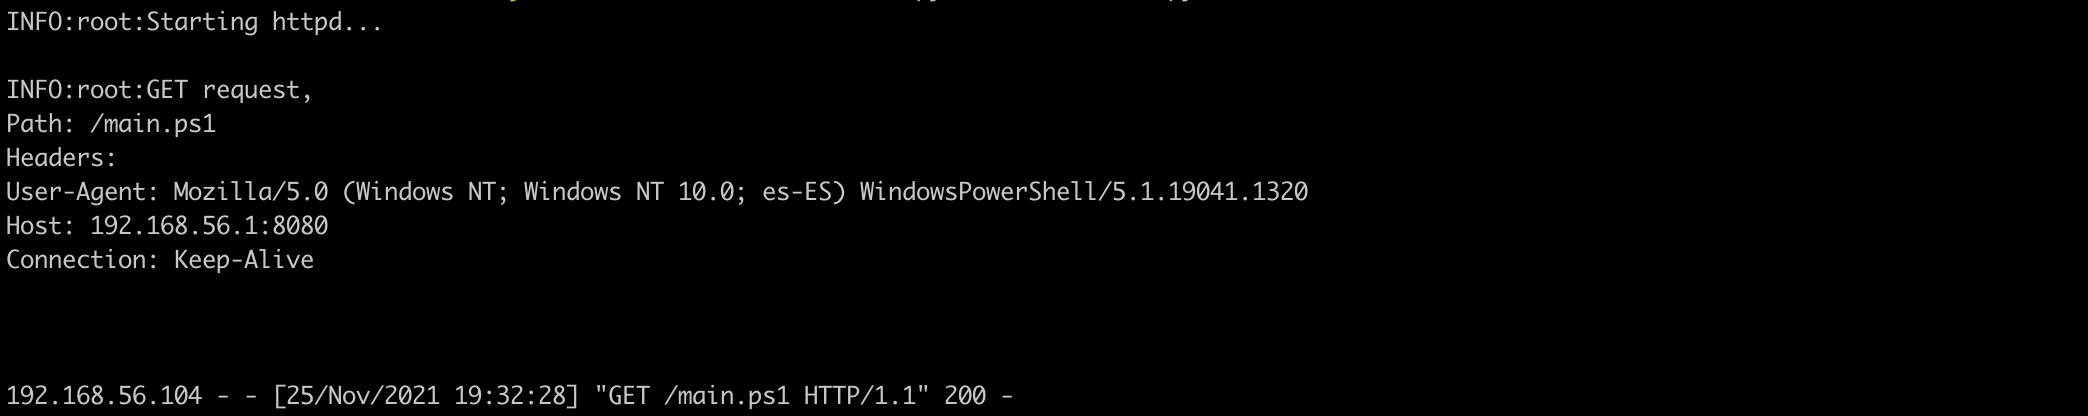 INFO:root:Starting httpd...
INFO:root:GET request,
Path: /main.ps1
Headers:
User-Agent: Mozilla/5.0 (Windows NT; Windows NT 10.0; es-ES) WindowsPowerShell/5.1.19041.1320
Host: 192.168.56.1:8080
Connection: Keep-Alive
192.168.56.104 - - [25/Nov/2021 19:32:28] "GET /main.ps1 HTTP/1.1" 200 -